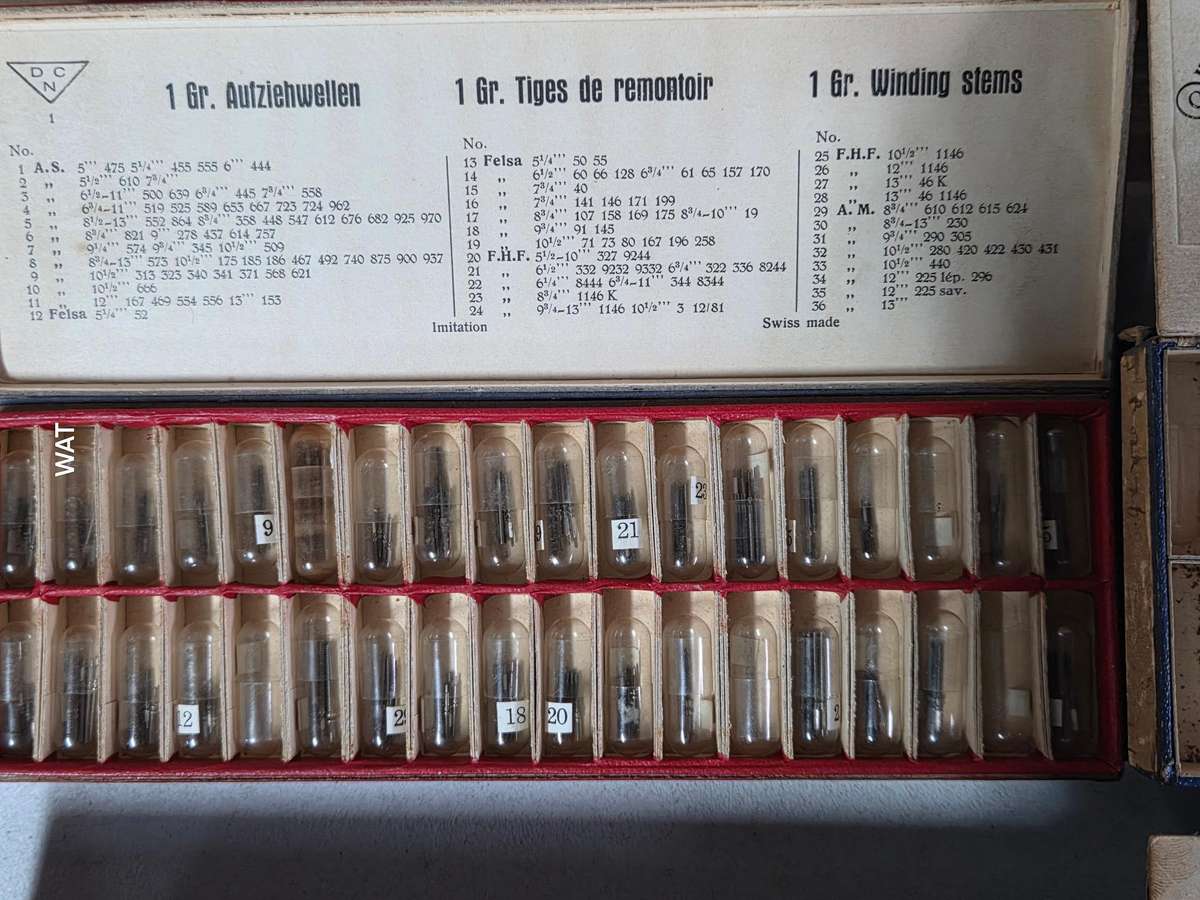 D C
N
1
1 Gr. Aufziehwellen
1 Gr. Tiges de remontoir
1 Gr. Winding stems
No.
1 A.S. 5''' 475 5¼''' 455 555 6''' 444
2 „ 5½''' 610 7¾'''
3 „ 6½-11''' 500 639 6¾''' 445 7¾''' 558
4 „ 6¾-11''' 519 525 589 653 667 723 724 962
5 „ 8½-13''' 552 864 8¾''' 358 448 547 612 676 682 925 970
6 „ 8¾''' 821 9''' 278 437 614 757
7 „ 9¼''' 574 9¾''' 345 10½''' 509
8 „ 8¾-13''' 573 10½''' 175 185 186 467 492 740 875 900 937
9 „ 10½''' 313 323 340 341 371 568 621
10 „ 10½''' 666
11 „ 12''' 167 469 554 556 13''' 153
12 Felsa 5¼''' 52
No.
13 Felsa 5¼''' 50 55
14 „ 6½''' 60 66 128 6¾''' 61 65 157 170
15 „ 7¾''' 40
16 „ 7¾''' 141 146 171 199
17 „ 8¾''' 107 158 169 175 8¾-10''' 19
18 „ 9¾''' 91 145
19 „ 10½''' 71 73 80 167 196 258
20 F.H.F. 5½-10''' 327 9244
21 „ 6½''' 332 9232 9332 6¾''' 322 336 8244
22 „ 6¼''' 8444 6¾-11''' 344 8344
23 „ 8¾''' 1146 K
24 „ 9¾-13''' 1146 10½''' 3 12/81
No.
25 F.H.F. 10½''' 1146
26 „ 12''' 1146
27 „ 13''' 46 K
28 „ 13''' 46 1146
29 A.M. 8¾''' 610 612 615 624
30 „ 8¾-13''' 230
31 „ 9¾''' 290 305
32 „ 10½''' 280 420 422 430 431
33 „ 10½''' 440
34 „ 12''' 225 lép. 296
35 „ 12''' 225 sav.
36 „ 13'''
Imitation
Swiss made
WAT
9
21
12
18
20